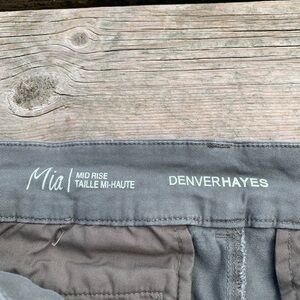 Mia
MID RISE
TAILLE MI-HAUTE
DENVERHAYES